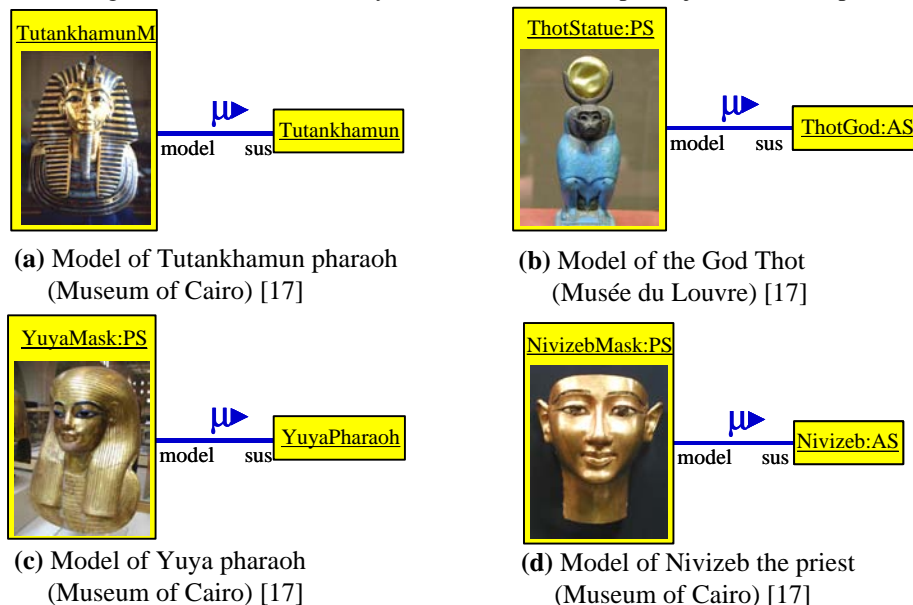 TutankhamunM
μ
model sus
Tutankhamun
(a) Model of Tutankhamun pharaoh
(Museum of Cairo) [17]
ThotStatue:PS
μ
model sus
ThotGod:AS
(b) Model of the God Thot
(Musée du Louvre) [17]
YuyaMask:PS
μ
model sus
YuyaPharaoh
(c) Model of Yuya pharaoh
(Museum of Cairo) [17]
NivizebMask:PS
μ
model sus
Nivizeb:AS
(d) Model of Nivizeb the priest
(Museum of Cairo) [17]